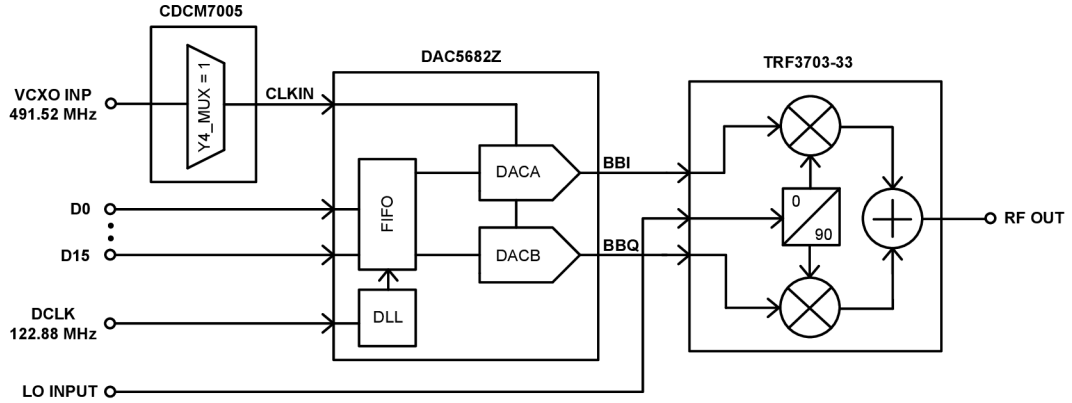 CDCM7005
DAC5682Z
TRF3703-33
VCXO INP
491.52 MHz
Y4_MUX = 1
CLKIN
DACA
BBI
D0
FIFO
0
90
RF OUT
D15
DACB
BBQ
DCLK
122.88 MHz
DLL
LO INPUT